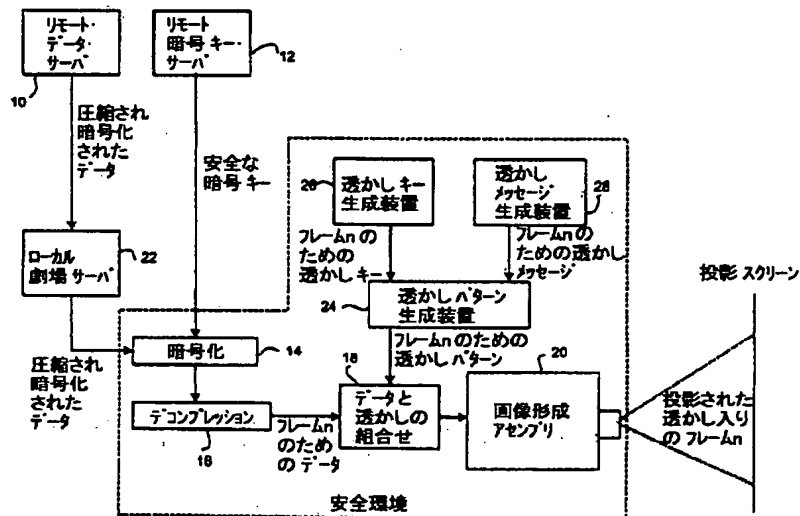 リモート・
データ・
サーバ
10
リモート
暗号 キー・
サーバ
12
圧縮され
暗号化
された
データ
安全な
暗号 キー
ローカル
劇場 サーバ
22
圧縮され
暗号化
された
データ
26
透かし キー
生成装置
透かし
メッセージ
生成装置
28
フレームn の
ための
透かし キー
フレームn の
ための透かし
メッセージ
24
透かし パターン
生成装置
フレームn のための
透かし パターン
暗号化
14
デコンプレッション
16
フレームn
のため
の データ
18
データと
透かしの
組合せ
20
画像形成
アセンブリ
投影 スクリーン
投影された
透かし入り
の フレームn
安全環境